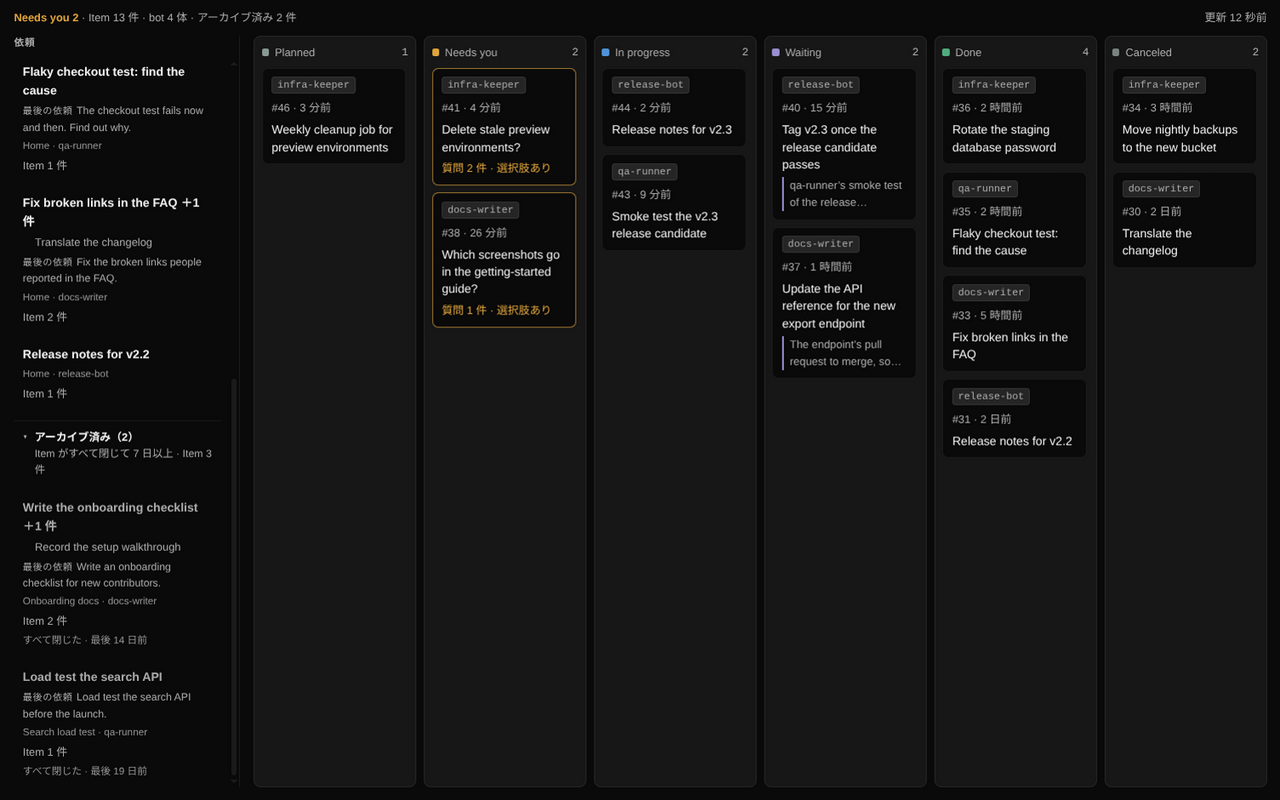 Needs you 2 · Item 13 件 · bot 4 体 · アーカイブ済み 2 件
更新 12 秒前
依頼
Flaky checkout test: find the
cause
最後の依頼 The checkout test fails now
and then. Find out why.
Home · qa-runner
Item 1 件
Fix broken links in the FAQ ＋1
件
Translate the changelog
最後の依頼 Fix the broken links people
reported in the FAQ.
Home · docs-writer
Item 2 件
Release notes for v2.2
Home · release-bot
Item 1 件
アーカイブ済み（2）
Item がすべて閉じて 7 日以上 · Item 3
件
Write the onboarding checklist
＋1 件
Record the setup walkthrough
最後の依頼 Write an onboarding
checklist for new contributors.
Onboarding docs · docs-writer
Item 2 件
すべて閉じた · 最後 14 日前
Load test the search API
最後の依頼 Load test the search API
before the launch.
Search load test · qa-runner
Item 1 件
すべて閉じた · 最後 19 日前
Planned 1
infra-keeper
#46 · 3 分前
Weekly cleanup job for
preview environments
Needs you 2
infra-keeper
#41 · 4 分前
Delete stale preview
environments?
質問 2 件 · 選択肢あり
docs-writer
#38 · 26 分前
Which screenshots go
in the getting-started
guide?
質問 1 件 · 選択肢あり
In progress 2
release-bot
#44 · 2 分前
Release notes for v2.3
qa-runner
#43 · 9 分前
Smoke test the v2.3
release candidate
Waiting 2
release-bot
#40 · 15 分前
Tag v2.3 once the
release candidate
passes
qa-runner’s smoke test
of the release…
docs-writer
#37 · 1 時間前
Update the API
reference for the new
export endpoint
The endpoint’s pull
request to merge, so…
Done 4
infra-keeper
#36 · 2 時間前
Rotate the staging
database password
qa-runner
#35 · 2 時間前
Flaky checkout test:
find the cause
docs-writer
#33 · 5 時間前
Fix broken links in the
FAQ
release-bot
#31 · 2 日前
Release notes for v2.2
Canceled 2
infra-keeper
#34 · 3 時間前
Move nightly backups
to the new bucket
docs-writer
#30 · 2 日前
Translate the
changelog